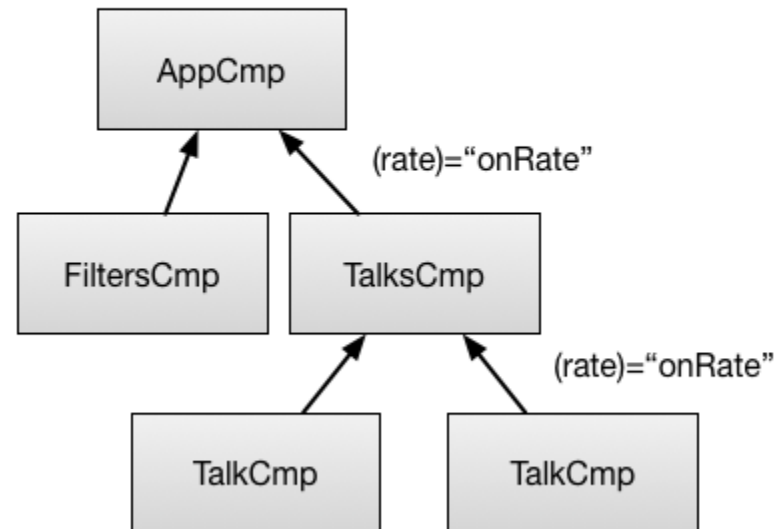 AppCmp
(rate)=“onRate”
FiltersCmp
TalksCmp
(rate)=“onRate”
TalkCmp
TalkCmp